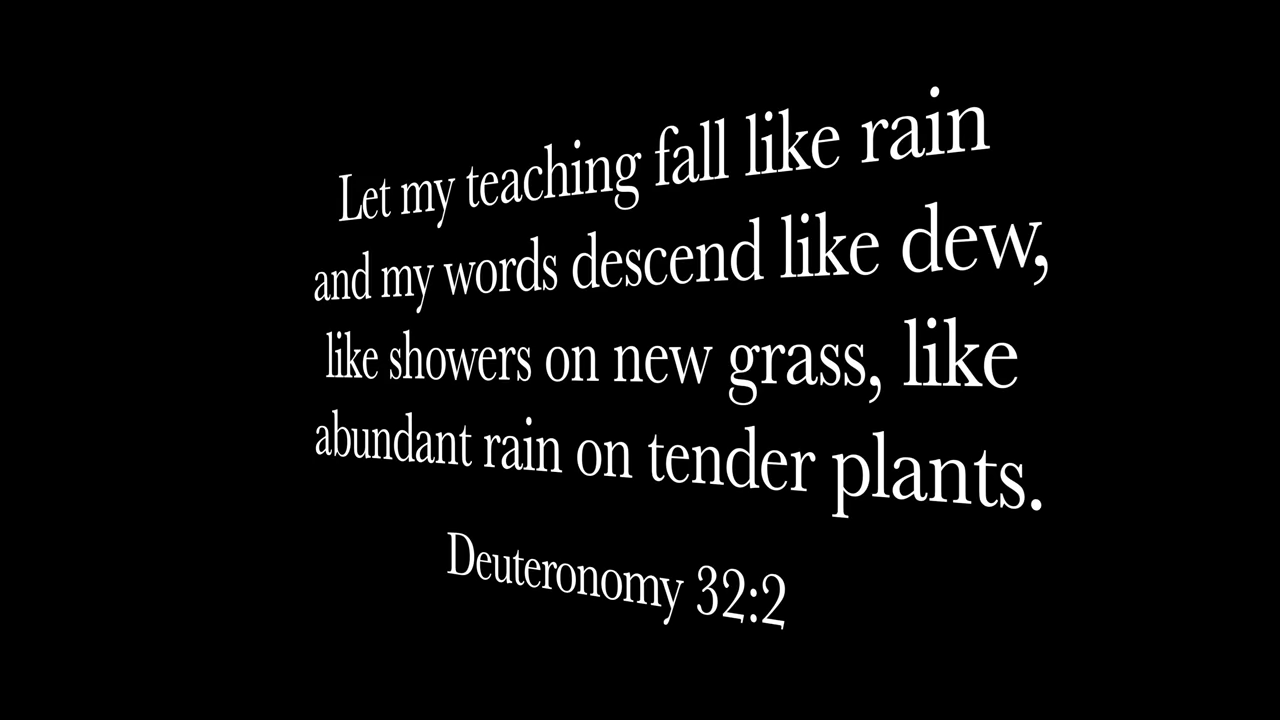 Let my teaching fall like rain
and my words descend like dew,
like showers on new grass, like
abundant rain on tender plants.
Deuteronomy 32:2